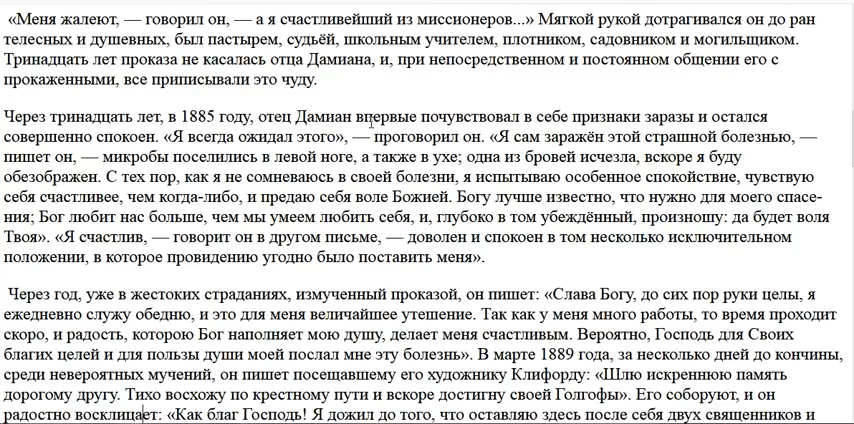 «Меня жалеют, — говорил он, — а я счастливейший из миссионеров...» Мягкой рукой дотрагивался он до ран
телесных и душевных, был пастырем, судьёй, школьным учителем, плотником, садовником и могильщиком.
Тринадцать лет проказа не касалась отца Дамиана, и, при непосредственном и постоянном общении его с
прокаженными, все приписывали это чуду.
Через тринадцать лет, в 1885 году, отец Дамиан впервые почувствовал в себе признаки заразы и остался
совершенно спокоен. «Я всегда ожидал этого», — проговорил он. «Я сам заражён этой страшной болезнью, —
пишет он, — микробы поселились в левой ноге, а также в ухе; одна из бровей исчезла, вскоре я буду
обезображен. С тех пор, как я не сомневаюсь в своей болезни, я испытываю особенное спокойствие, чувствую
себя счастливее, чем когда-либо, и предаю себя воле Божией. Богу лучше известно, что нужно для моего спасе-
ния; Бог любит нас больше, чем мы умеем любить себя, и, глубоко в том убеждённый, произношу: да будет воля
Твоя». «Я счастлив, — говорит он в другом письме, — доволен и спокоен в том несколько исключительном
положении, в которое провидению угодно было поставить меня».
Через год, уже в жестоких страданиях, измученный проказой, он пишет: «Слава Богу, до сих пор руки целы, я
ежедневно служу обедню, и это для меня величайшее утешение. Так как у меня много работы, то время проходит
скоро, и радость, которою Бог наполняет мою душу, делает меня счастливым. Вероятно, Господь для Своих
благих целей и для пользы души моей послал мне эту болезнь». В марте 1889 года, за несколько дней до кончины,
среди невероятных мучений, он пишет посещавшему его художнику Клифорду: «Шлю искреннюю память
дорогому другу. Тихо восхожу по крестному пути и вскоре достигну своей Голгофы». Его соборуют, и он
радостно восклицает: «Как благ Господь! Я дожил до того, что оставляю здесь после себя двух священников и